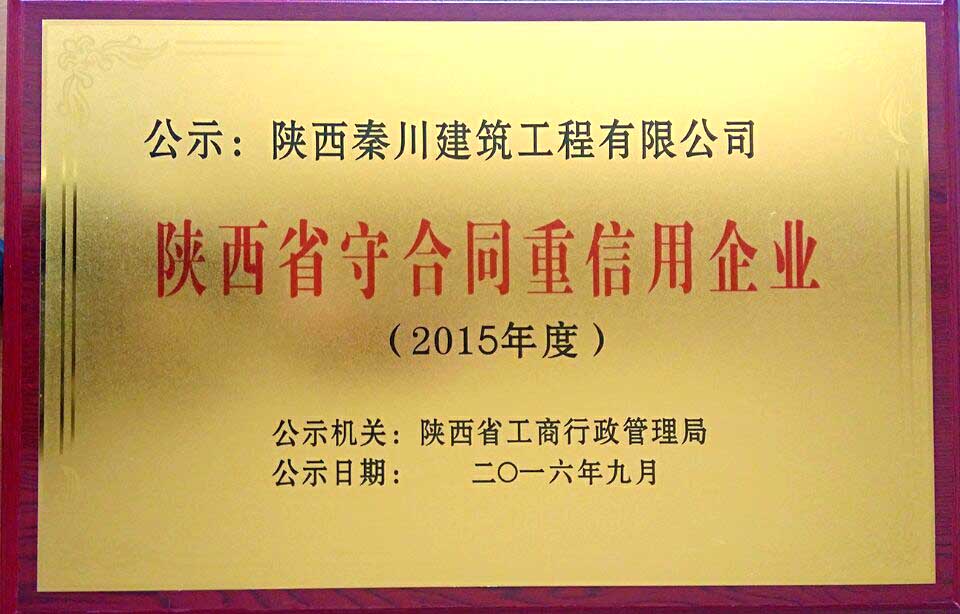 公示：陕西秦川建筑工程有限公司
陕西省守合同重信用企业
（2015年度）
公示机关：陕西省工商行政管理局
公示日期： 二〇一六年九月